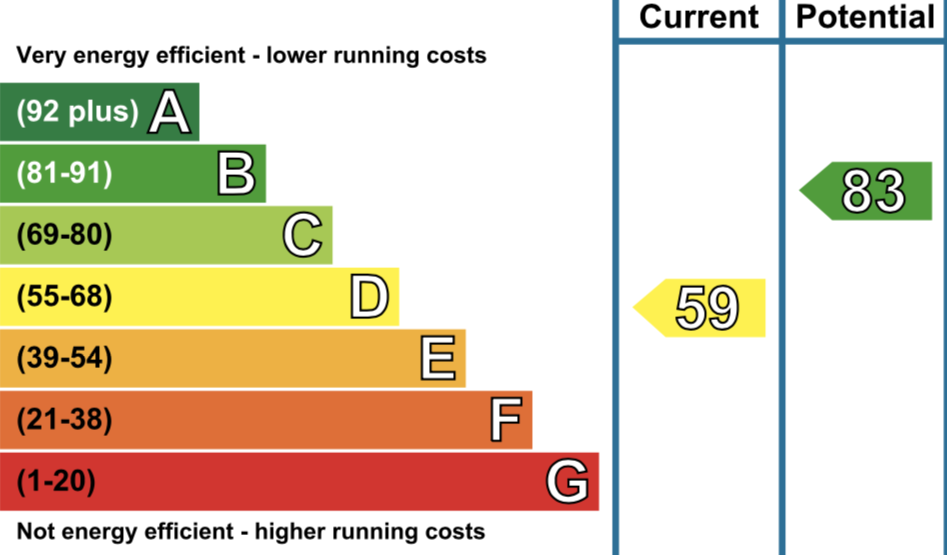 Current Potential
Very energy efficient - lower running costs
(92 plus) A
(81-91) B
83
(69-80) C
(55-68) D
59
(39-54) E
(21-38) F
(1-20) G
Not energy efficient - higher running costs